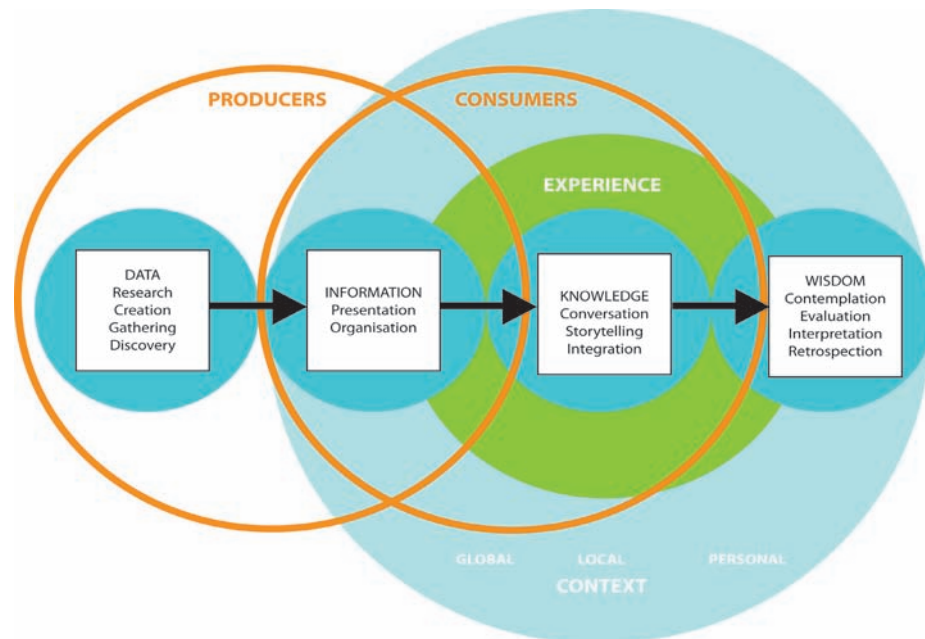 PRODUCERS
CONSUMERS
EXPERIENCE
DATA
Research
Creation
Gathering
Discovery
INFORMATION
Presentation
Organisation
KNOWLEDGE
Conversation
Storytelling
Integration
WISDOM
Contemplation
Evaluation
Interpretation
Retrospection
GLOBAL
LOCAL
PERSONAL
CONTEXT